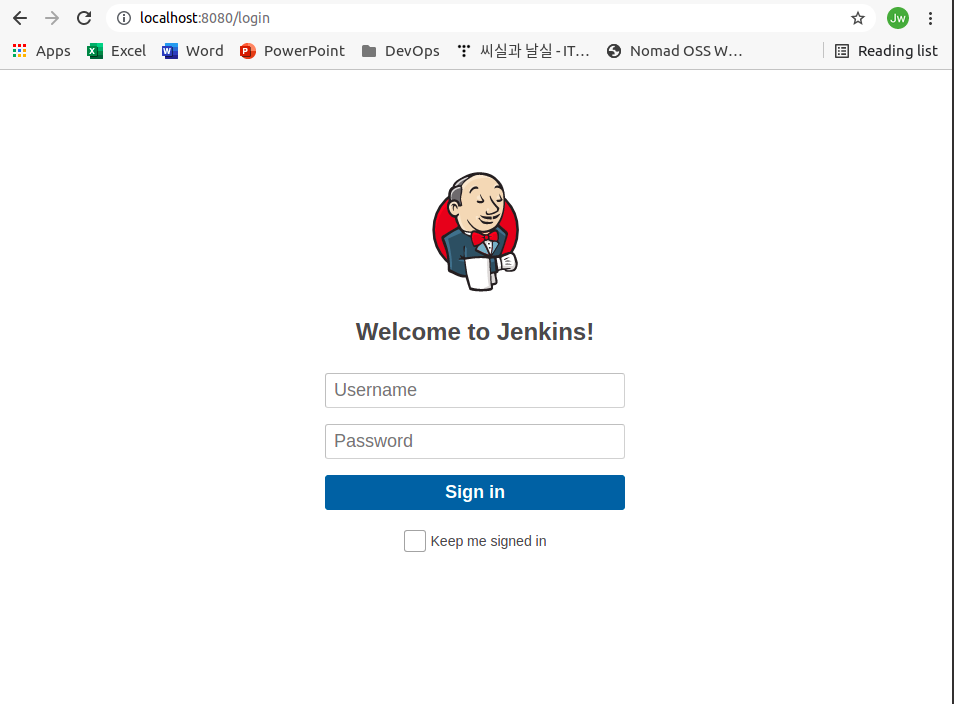 localhost:8080/login
Jw
Apps Excel Word PowerPoint DevOps 씨실과 날실 - IT... Nomad OSS W... Reading list
Welcome to Jenkins!
Username
Password
Sign in
Keep me signed in